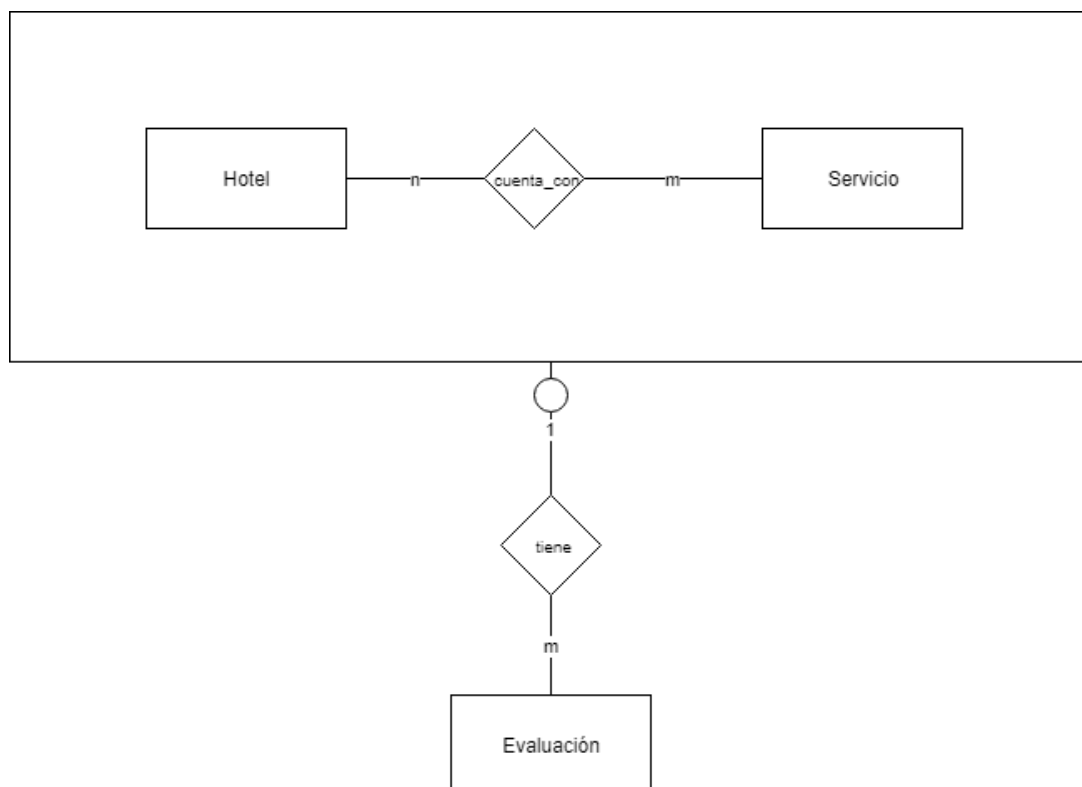 Hotel
n
cuenta_con
m
Servicio
1
tiene
m
Evaluación